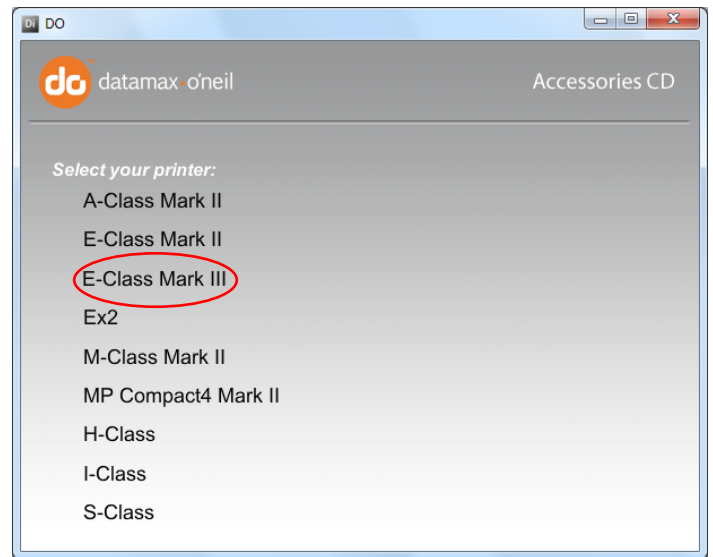 Di DO
do datamax·o'neil Accessories CD
Select your printer:
A-Class Mark II
E-Class Mark II
E-Class Mark III
Ex2
M-Class Mark II
MP Compact4 Mark II
H-Class
I-Class
S-Class